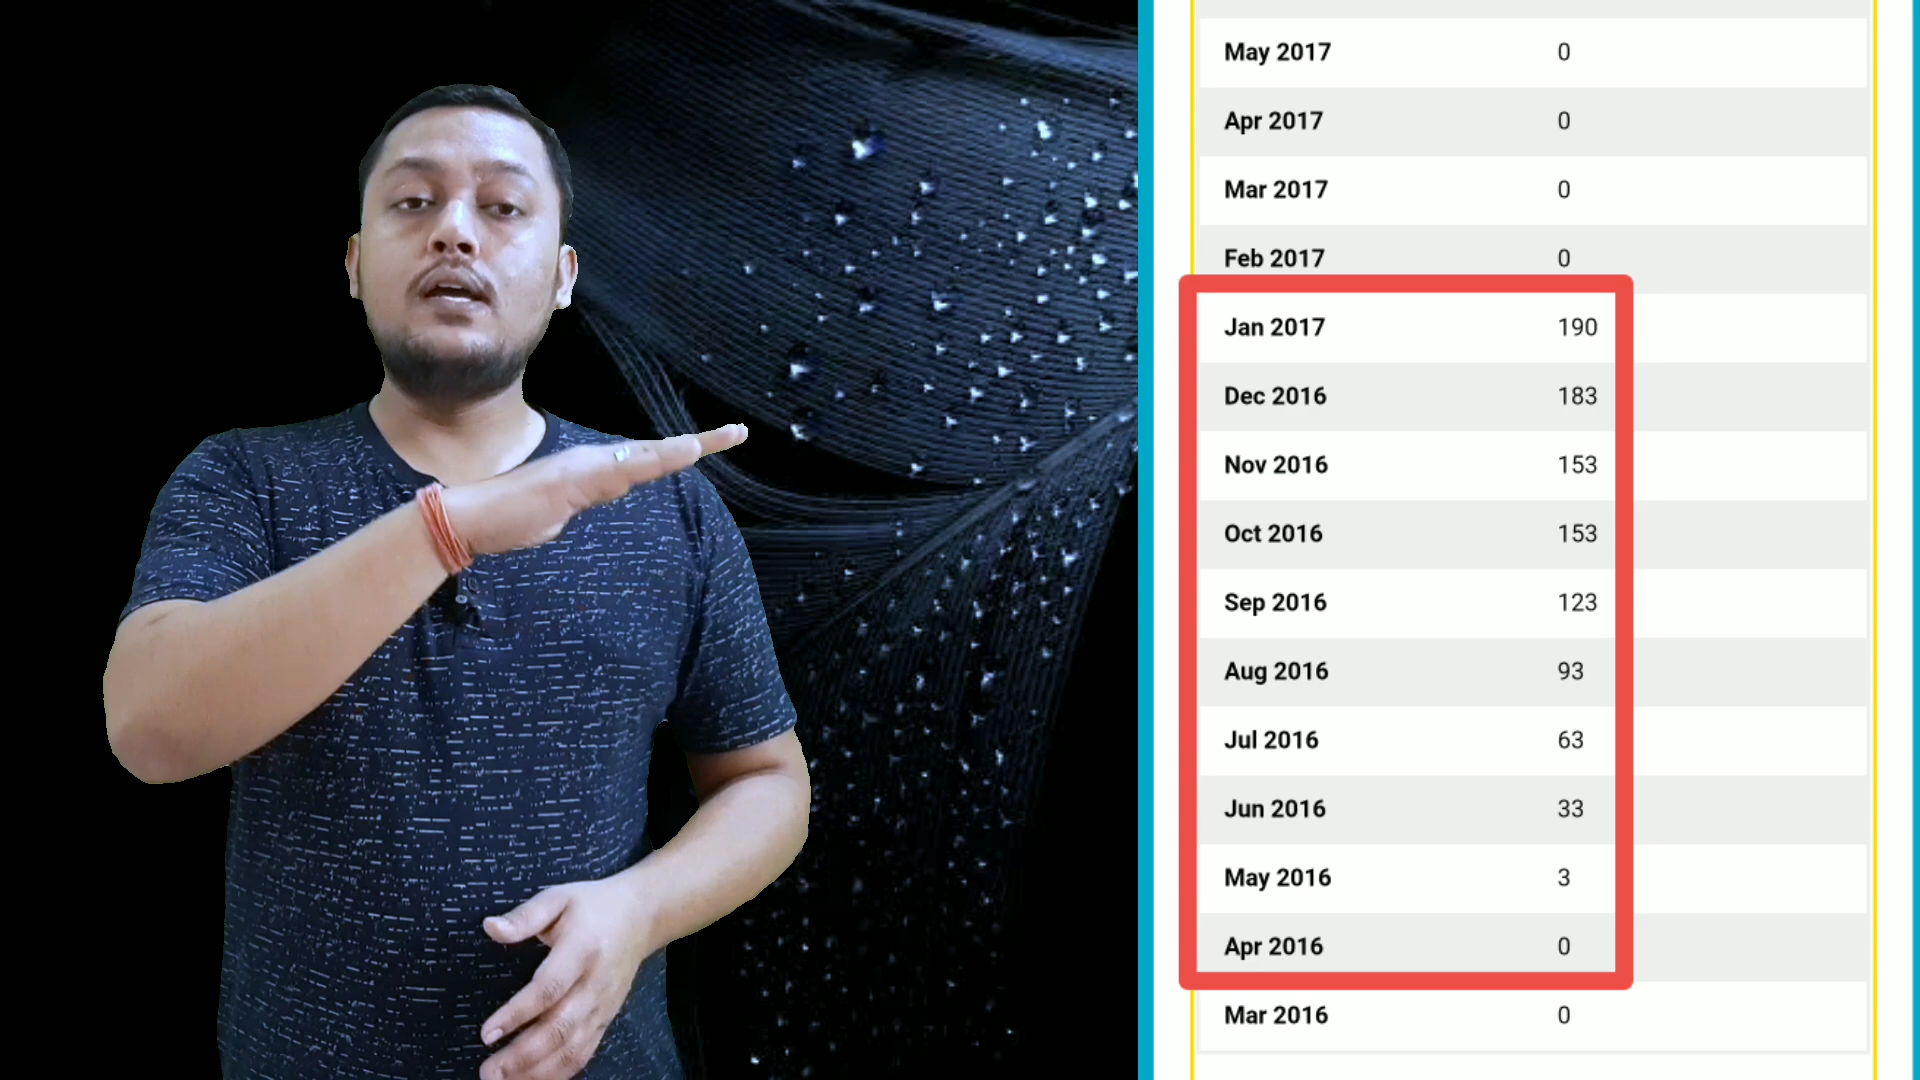 May 2017 0
Apr 2017 0
Mar 2017 0
Feb 2017 0
Jan 2017 190
Dec 2016 183
Nov 2016 153
Oct 2016 153
Sep 2016 123
Aug 2016 93
Jul 2016 63
Jun 2016 33
May 2016 3
Apr 2016 0
Mar 2016 0